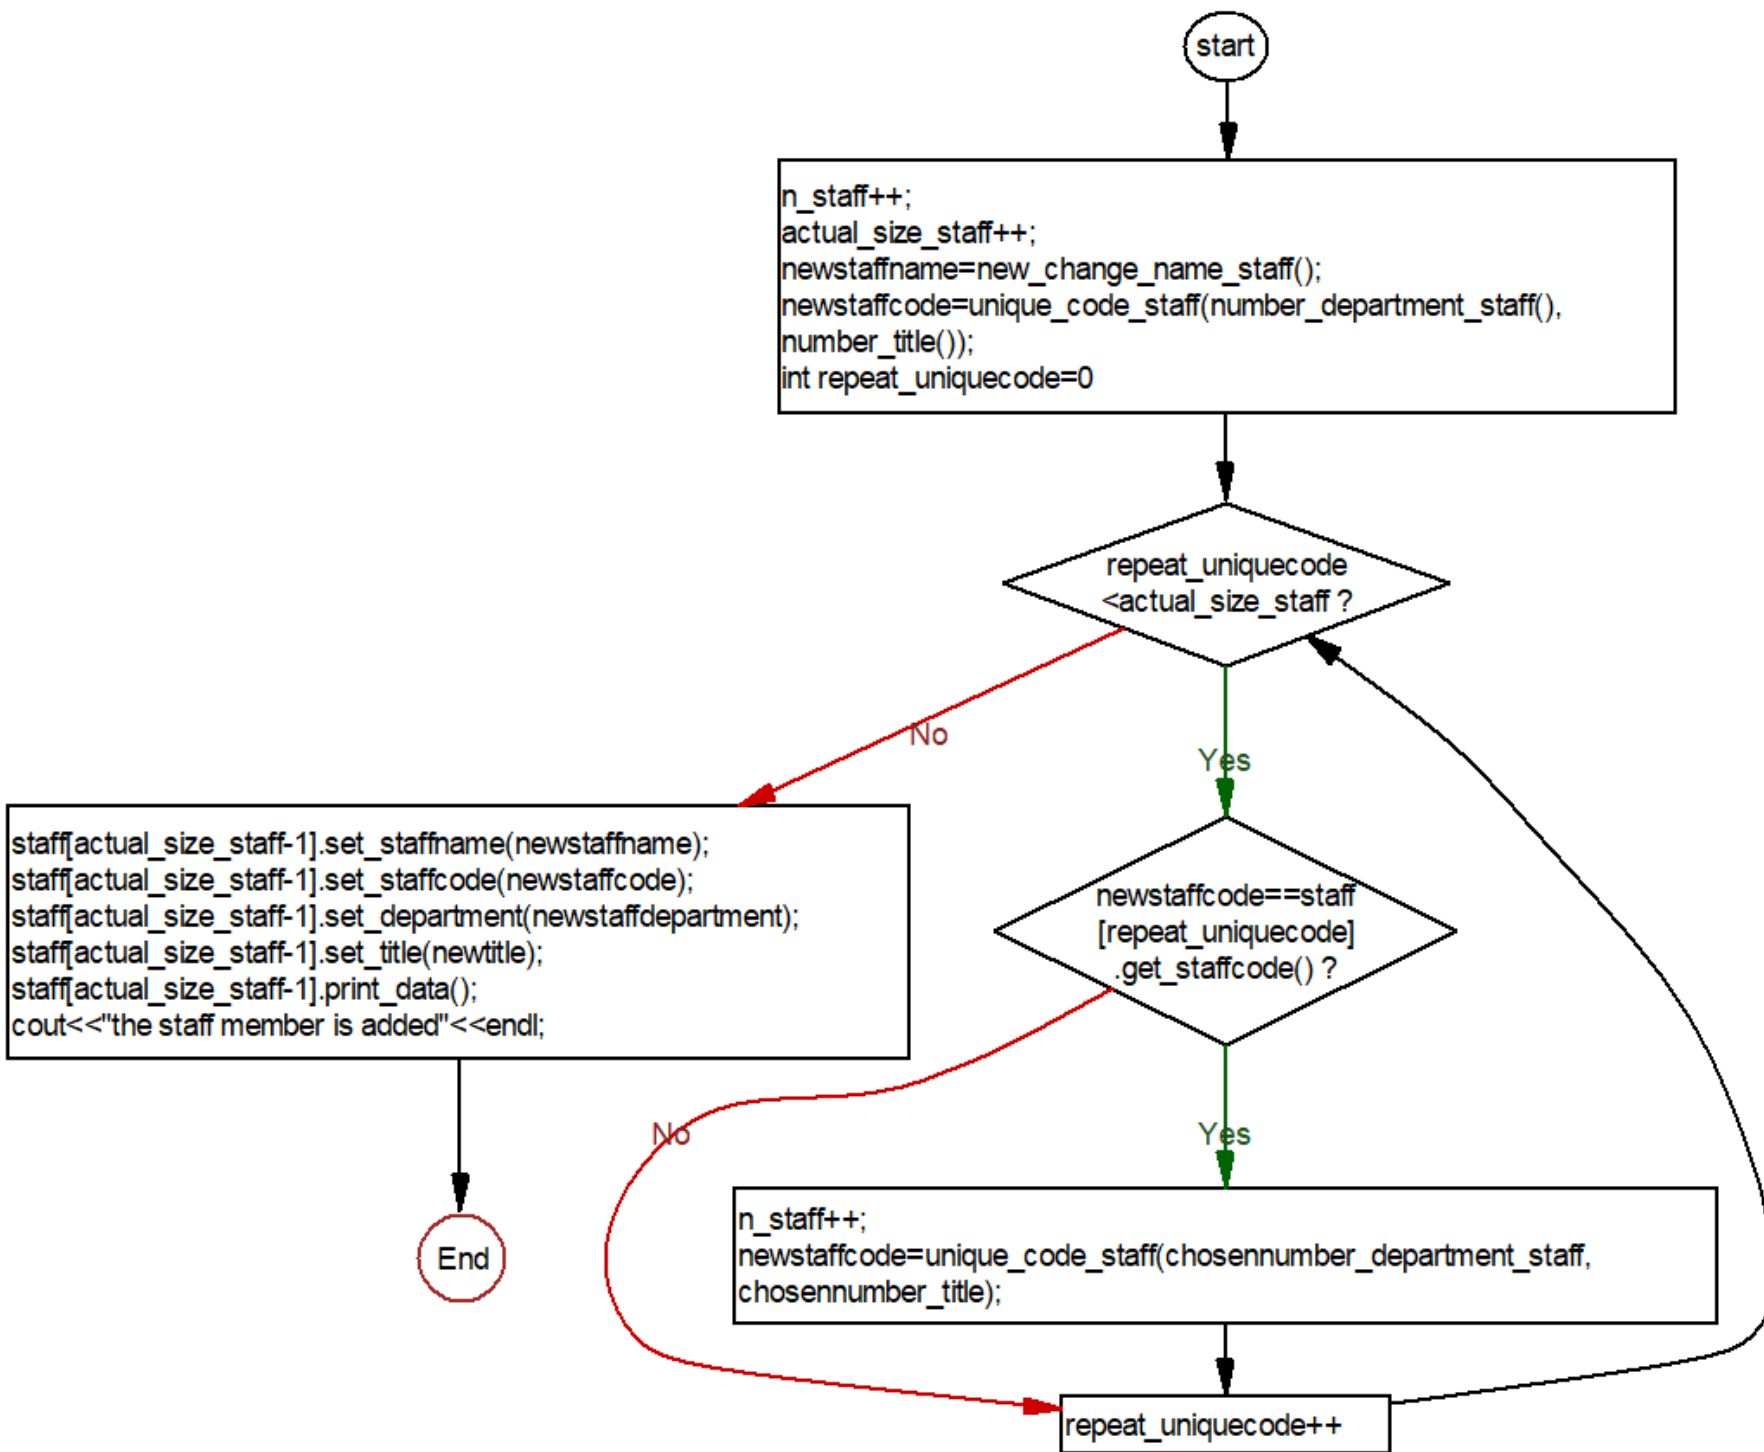 start
n_staff++;
actual_size_staff++;
newstaffname=new_change_name_staff();
newstaffcode=unique_code_staff(number_department_staff(),
number_title());
int repeat_uniquecode=0
repeat_uniquecode
<actual_size_staff ?
No
Yes
staff[actual_size_staff-1].set_staffname(newstaffname);
staff[actual_size_staff-1].set_staffcode(newstaffcode);
staff[actual_size_staff-1].set_department(newstaffdepartment);
staff[actual_size_staff-1].set_title(newtitle);
staff[actual_size_staff-1].print_data();
cout<<"the staff member is added"<<endl;
newstaffcode==staff
[repeat_uniquecode]
.get_staffcode() ?
No
Yes
End
n_staff++;
newstaffcode=unique_code_staff(chosennumber_department_staff,
chosennumber_title);
repeat_uniquecode++